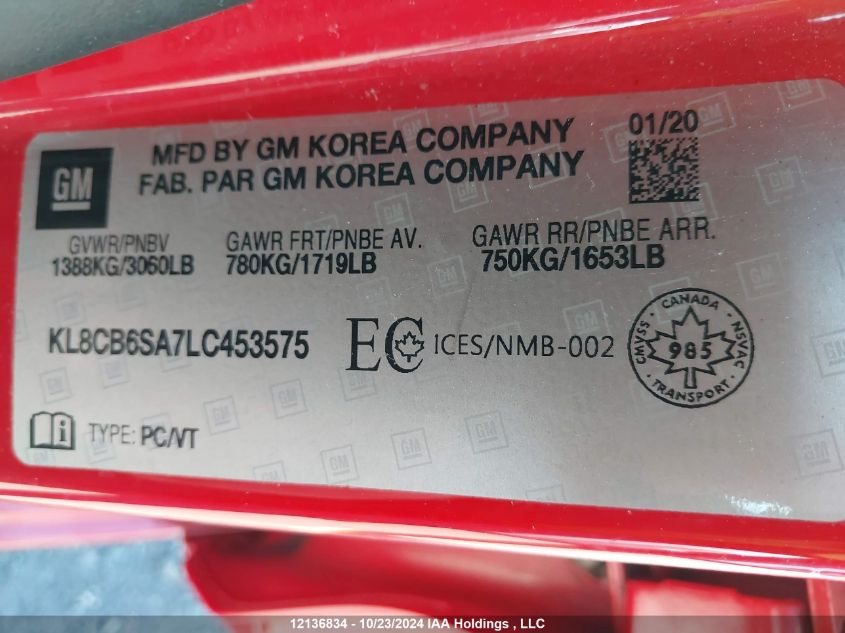 GM
MFD BY GM KOREA COMPANY
FAB. PAR GM KOREA COMPANY
01/20
GVWR/PNBV
1388KG/3060LB
GAWR FRT/PNBE AV.
780KG/1719LB
GAWR RR/PNBE ARR.
750KG/1653LB
KL8CB6SA7LC453575
EC ICES/NMB-002
CANADA
CMVSS 985 NSVAC
TRANSPORT
i TYPE: PC/VT
12136834 - 10/23/2024 IAA Holdings , LLC